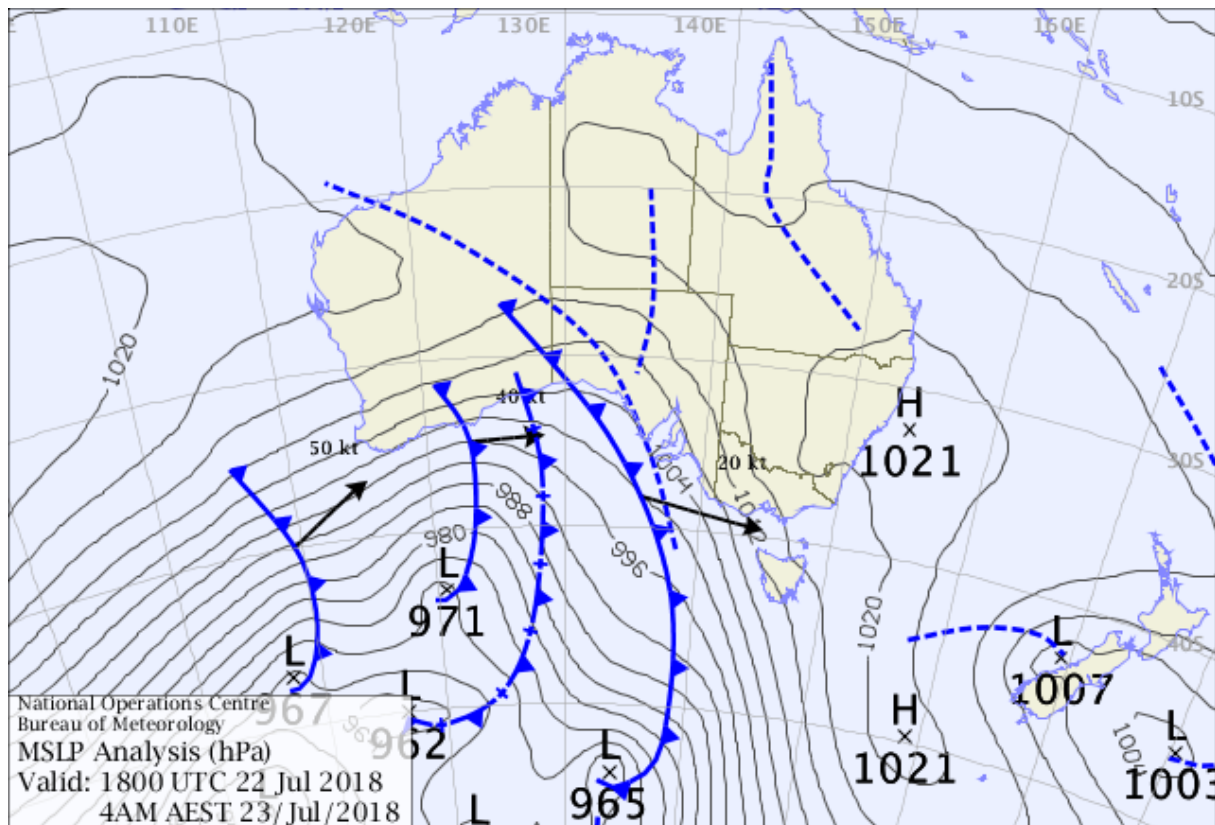 120E
130E
140E
150E
160E
110E
10S
20S
30S
40S
1020
40 kt
50 kt
20 kt
H
1021
1004
1012
988
980
996
L
971
1020
L
1007
L
967
L
962
H
1021
L
965
L
1003
1004
L
National Operations Centre
Bureau of Meteorology
MSLP Analysis (hPa)
Valid: 1800 UTC 22 Jul 2018
4AM AEST 23/Jul/2018